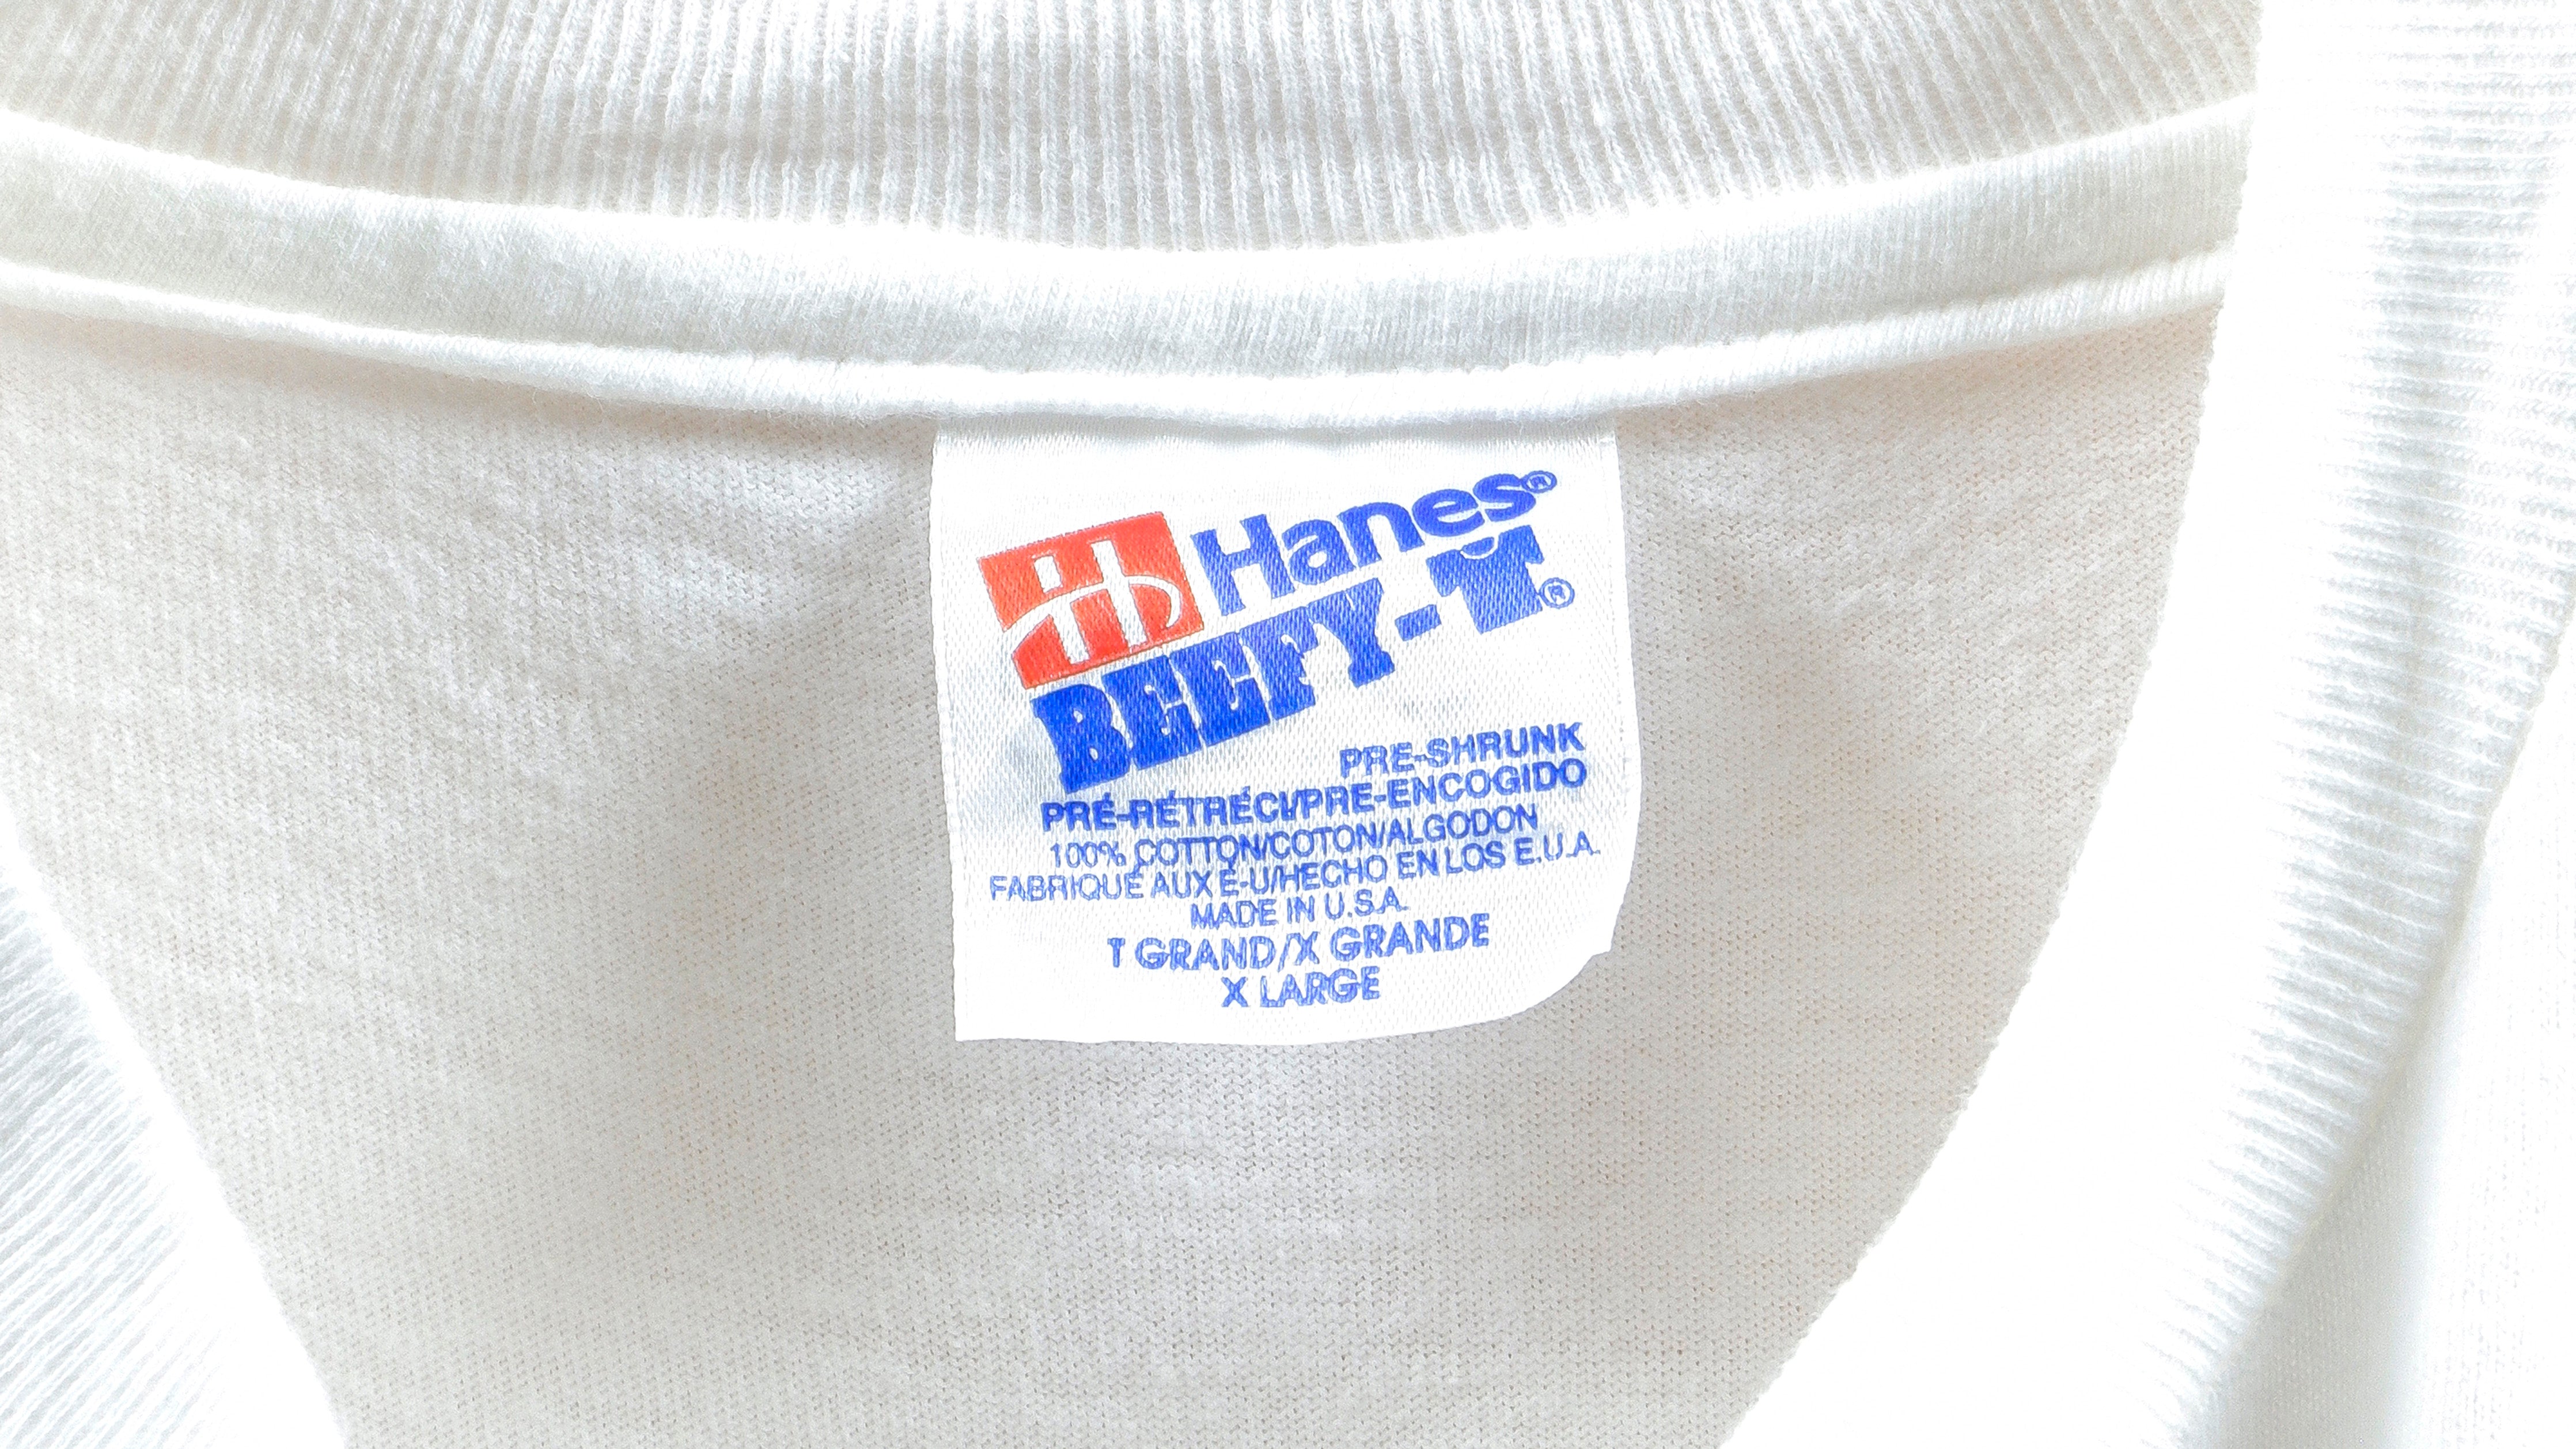 Hanes®
BEEFY-T®
PRE-SHRUNK
PRÉ-RÉTRÉCI/PRE-ENCOGIDO
100% COTTON/COTON/ALGODON
FABRIQUÉ AUX É-U/HECHO EN LOS E.U.A.
MADE IN U.S.A.
T GRAND/X GRANDE
X LARGE